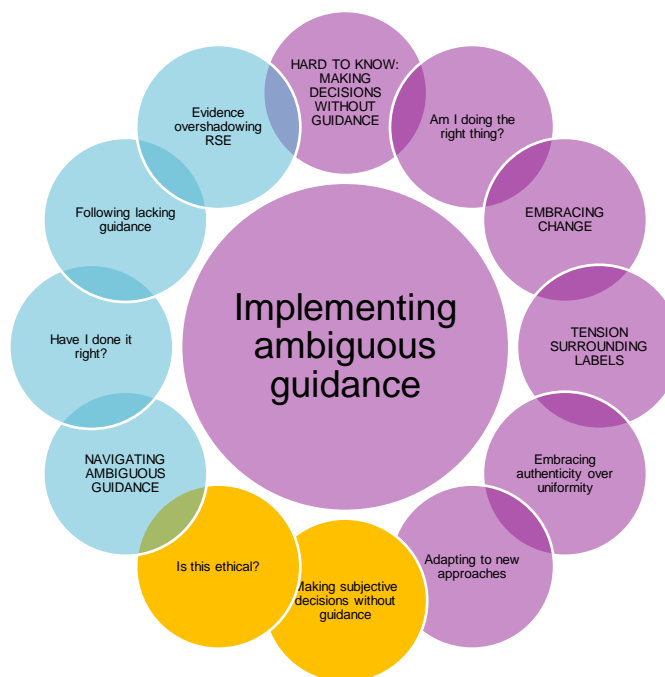 HARD TO KNOW:
MAKING
DECISIONS
WITHOUT
GUIDANCE
Am I doing the
right thing?
EMBRACING
CHANGE
TENSION
SURROUNDING
LABELS
Embracing
authenticity over
uniformity
Adapting to new
approaches
Making subjective
decisions without
guidance
Is this ethical?
NAVIGATING
AMBIGUOUS
GUIDANCE
Have I done it
right?
Following lacking
guidance
Evidence
overshadowing
RSE
Implementing
ambiguous
guidance